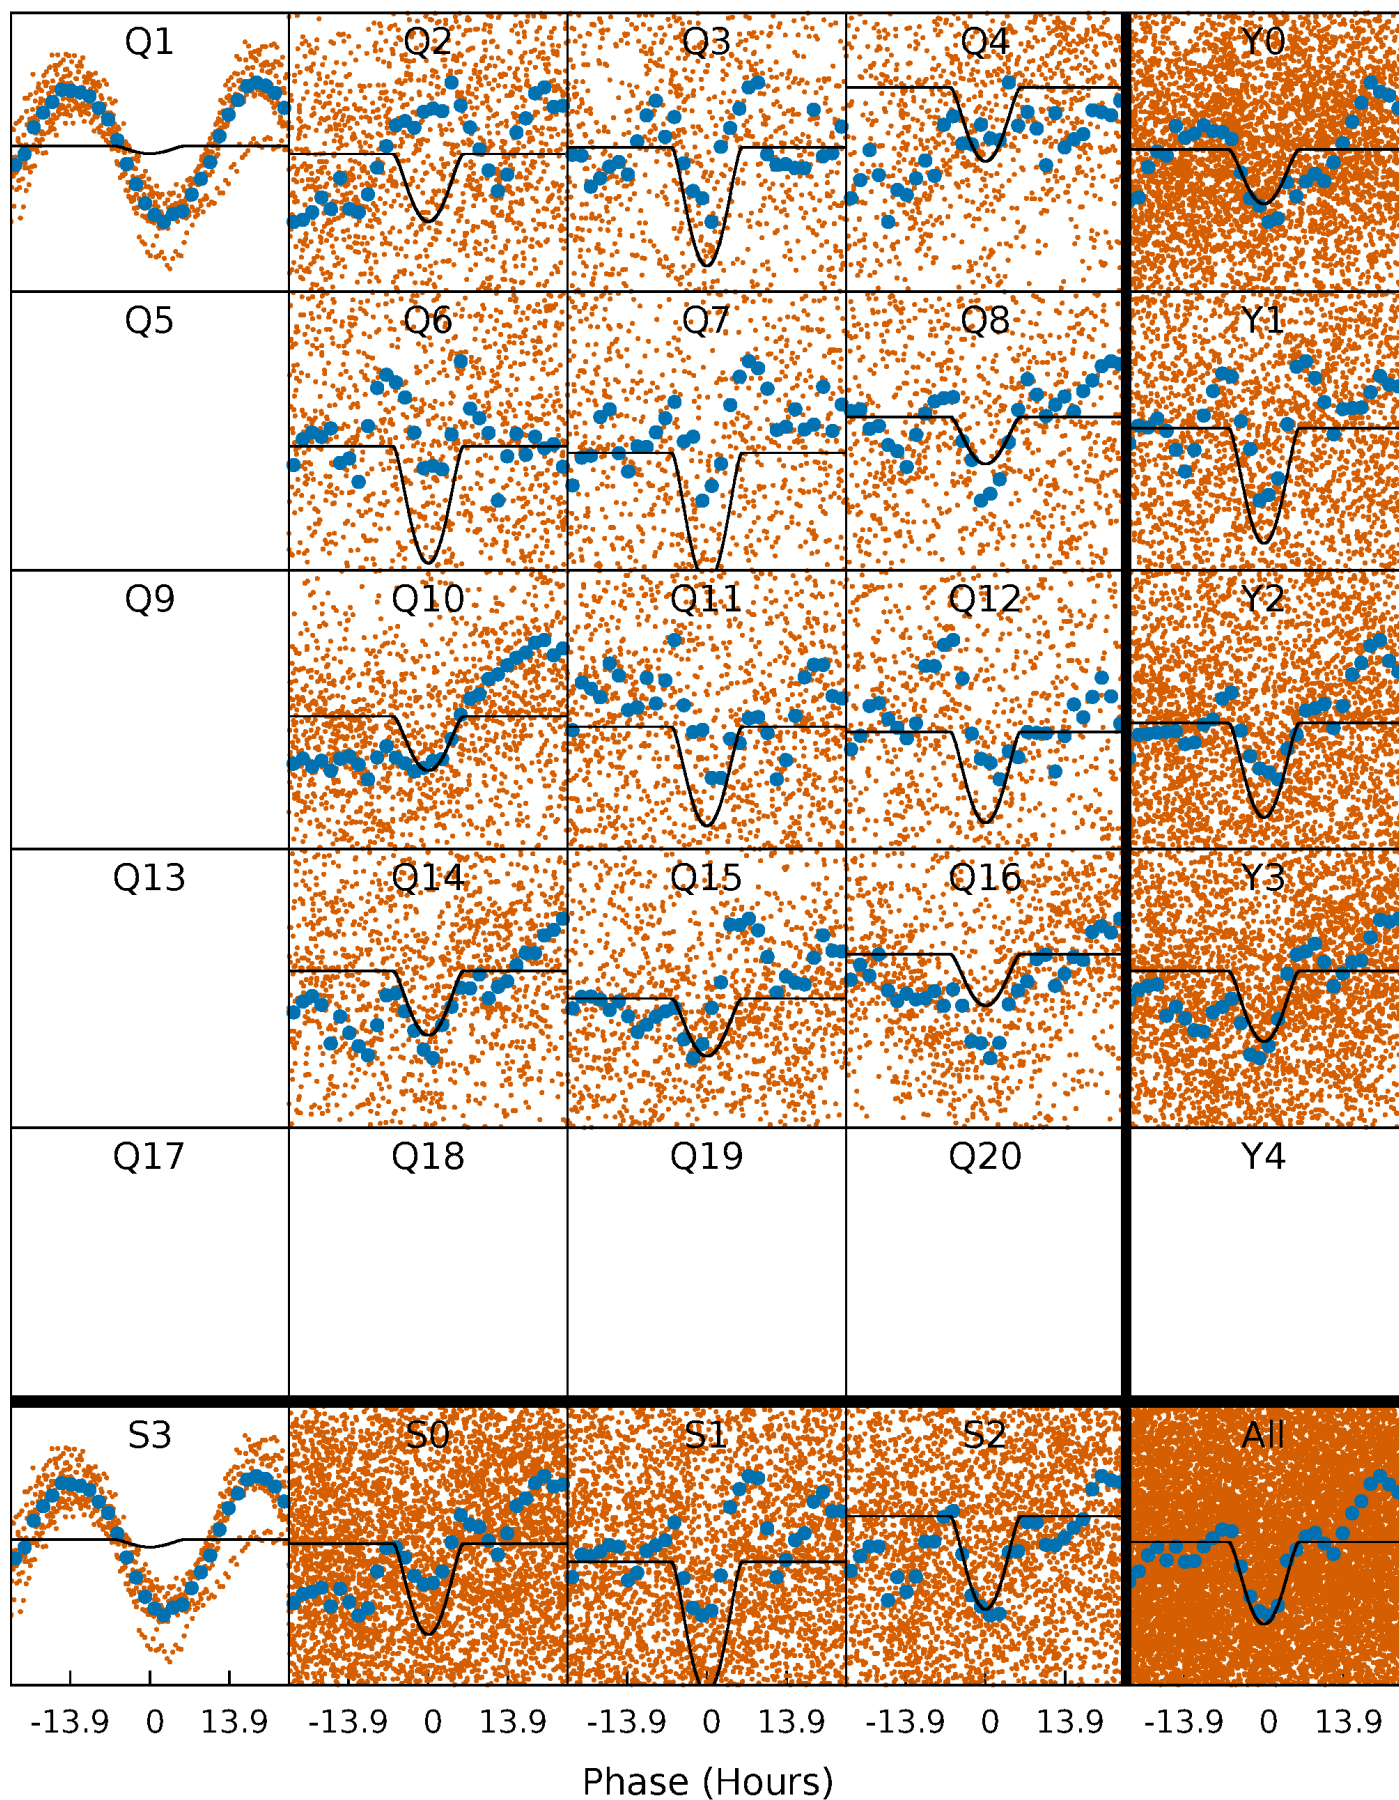 Q1 Q2 Q3 Q4 Y0
Q5 Q6 Q7 Q8 Y1
Q9 Q10 Q11 Q12 Y2
Q13 Q14 Q15 Q16 Y3
Q17 Q18 Q19 Q20 Y4
S3 S0 S1 S2 All
-13.9 0 13.9 -13.9 0 13.9 -13.9 0 13.9 -13.9 0 13.9 -13.9 0 13.9
Phase (Hours)